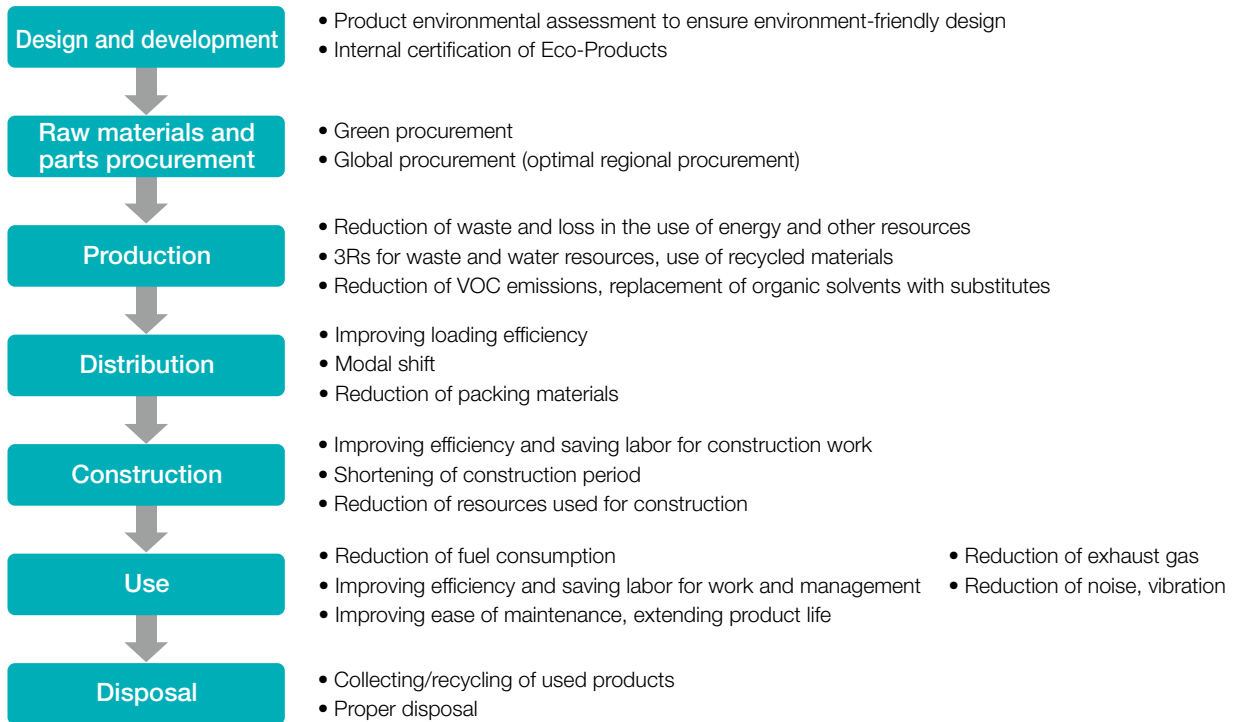 Design and development
• Product environmental assessment to ensure environment-friendly design
• Internal certification of Eco-Products
Raw materials and
parts procurement
• Green procurement
• Global procurement (optimal regional procurement)
Production
• Reduction of waste and loss in the use of energy and other resources
• 3Rs for waste and water resources, use of recycled materials
• Reduction of VOC emissions, replacement of organic solvents with substitutes
Distribution
• Improving loading efficiency
• Modal shift
• Reduction of packing materials
Construction
• Improving efficiency and saving labor for construction work
• Shortening of construction period
• Reduction of resources used for construction
Use
• Reduction of fuel consumption
• Improving efficiency and saving labor for work and management
• Improving ease of maintenance, extending product life
• Reduction of exhaust gas
• Reduction of noise, vibration
Disposal
• Collecting/recycling of used products
• Proper disposal